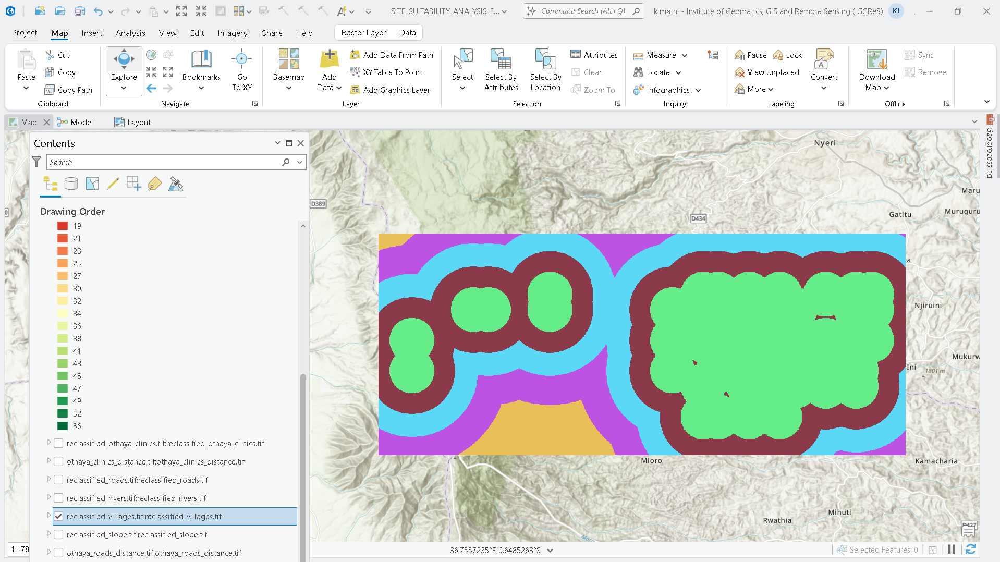 SITE_SUITABILITY_ANALYSIS_F...
Command Search (Alt+Q)
kimathi - Institute of Geomatics, GIS and Remote Sensing (IGGReS)
KJ
Project
Map
Insert
Analysis
View
Edit
Imagery
Share
Help
Raster Layer
Data
Paste
Cut
Copy
Copy Path
Clipboard
Explore
Bookmarks
Go
To XY
Navigate
Basemap
Add
Data
Add Data From Path
XY Table To Point
Add Graphics Layer
Layer
Select
Select By
Attributes
Select By
Location
Attributes
Clear
Zoom To
Selection
Measure
Locate
Infographics
Inquiry
Pause
Lock
View Unplaced
More
Convert
Labeling
Download
Map
Sync
Remove
Offline
Map
Model
Layout
Geoprocessing
Contents
Search
Drawing Order
19
21
23
25
27
30
32
34
36
38
41
43
45
47
49
52
56
reclassified_othaya_clinics.tif:reclassified_othaya_clinics.tif
othaya_clinics_distance.tif:othaya_clinics_distance.tif
reclassified_roads.tif:reclassified_roads.tif
reclassified_rivers.tif:reclassified_rivers.tif
reclassified_villages.tif:reclassified_villages.tif
reclassified_slope.tif:reclassified_slope.tif
othaya_roads_distance.tif:othaya_roads_distance.tif
Nyeri
D389
Maru
Gatitu
Muruguru
D434
ta
Njiruini
Mukurw
Ini
1801 m
Mioro
Kamacharia
Mihuti
Rwathia
D427
1:178
36.7557235°E 0.6485263°S
Selected Features: 0